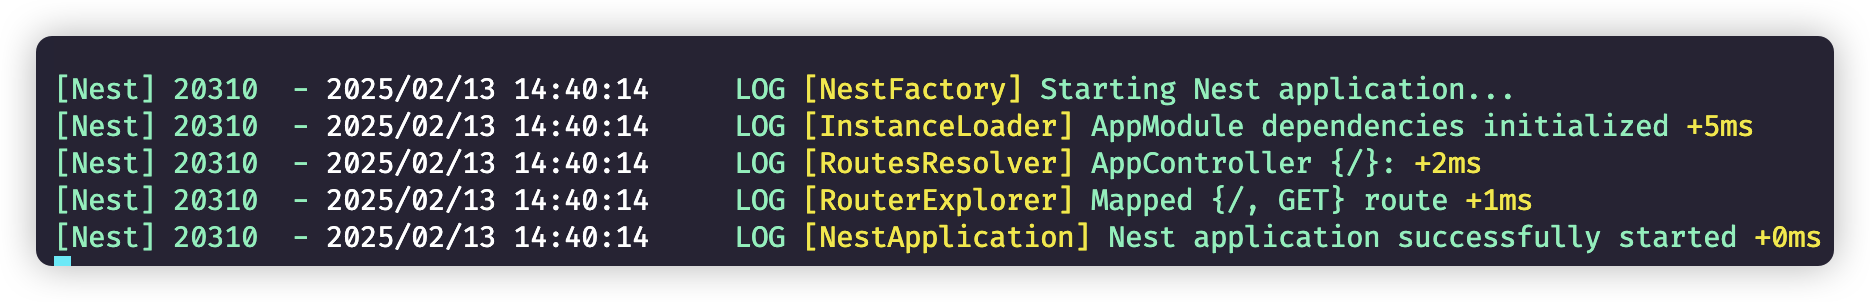 [Nest] 20310  - 2025/02/13 14:40:14     LOG [NestFactory] Starting Nest application...
[Nest] 20310  - 2025/02/13 14:40:14     LOG [InstanceLoader] AppModule dependencies initialized +5ms
[Nest] 20310  - 2025/02/13 14:40:14     LOG [RoutesResolver] AppController {/}: +2ms
[Nest] 20310  - 2025/02/13 14:40:14     LOG [RouterExplorer] Mapped {/, GET} route +1ms
[Nest] 20310  - 2025/02/13 14:40:14     LOG [NestApplication] Nest application successfully started +0ms